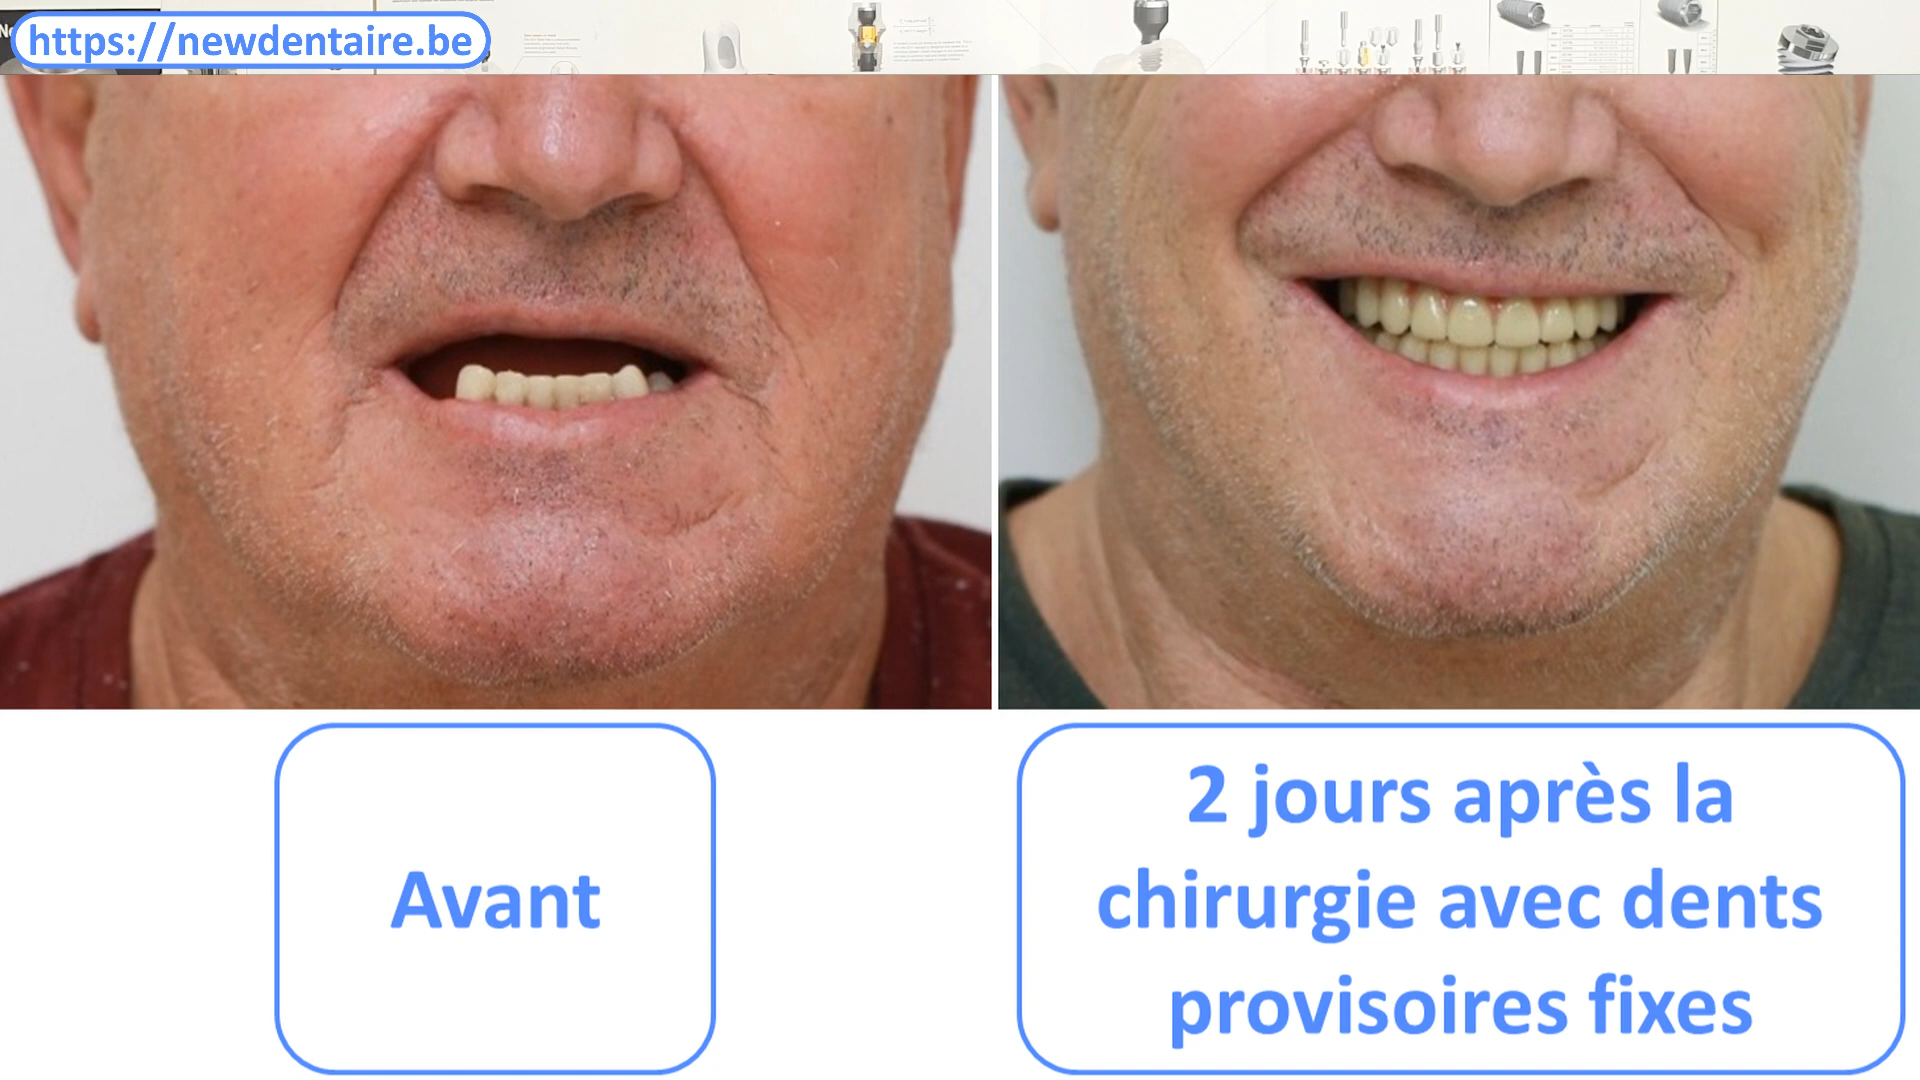 https://newdentaire.be
Avant
2 jours après la
chirurgie avec dents
provisoires fixes